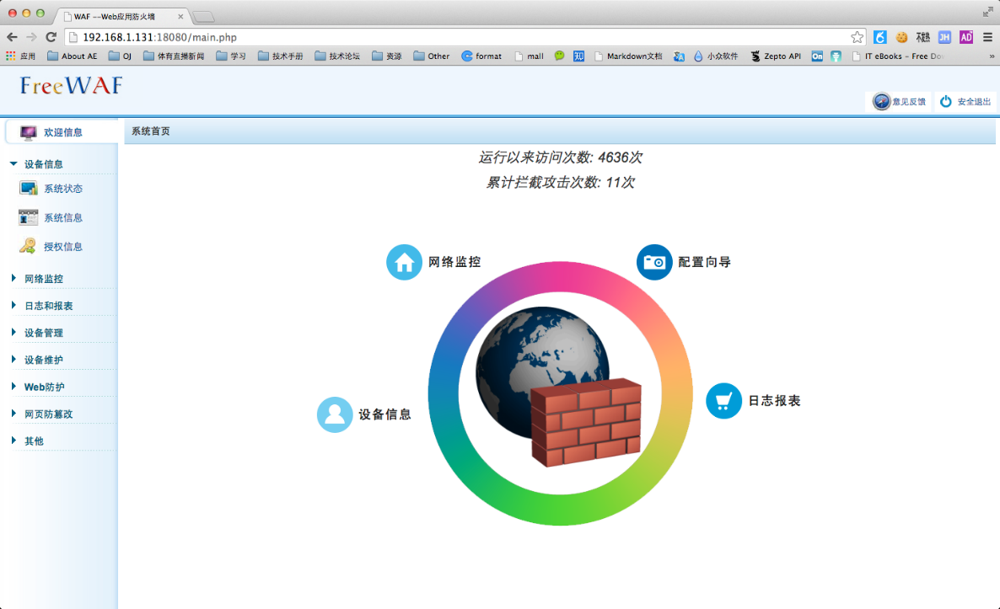 WAF --Web应用防火墙
192.168.1.131:18080/main.php
应用 About AE OJ 体育直播新闻 学习 技术手册 技术论坛 资源 Other format mall 知 Markdown文档 小众软件 Zepto API On IT eBooks - Free Do »
JH AD
FreeWAF
意见反馈 安全退出
欢迎信息
系统首页
设备信息
系统状态
系统信息
授权信息
网络监控
日志和报表
设备管理
设备维护
Web防护
网页防篡改
其他
运行以来访问次数: 4636次
累计拦截攻击次数: 11次
网络监控
配置向导
设备信息
日志报表